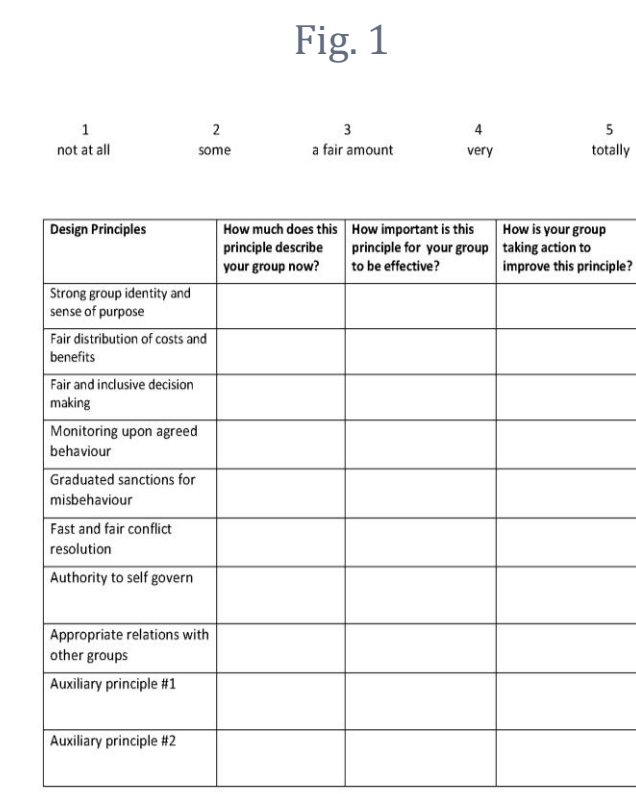 Fig. 1
1 2 3 4 5
not at all some a fair amount very totally
Design Principles How much does this How important is this How is your group
principle describe principle for your group taking action to
your group now? to be effective? improve this principle?
Strong group identity and
sense of purpose
Fair distribution of costs and
benefits
Fair and inclusive decision
making
Monitoring upon agreed
behaviour
Graduated sanctions for
misbehaviour
Fast and fair conflict
resolution
Authority to self govern
Appropriate relations with
other groups
Auxiliary principle #1
Auxiliary principle #2